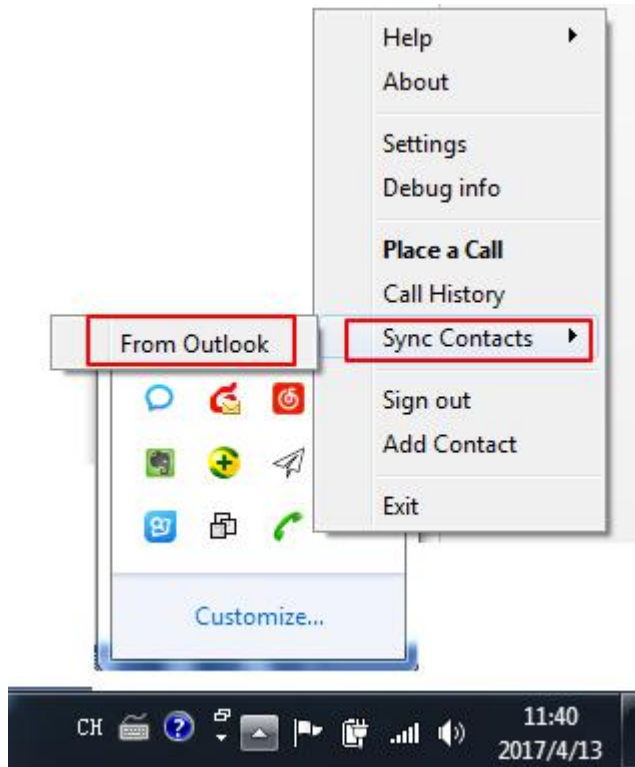 Help
About
Settings
Debug info
Place a Call
Call History
Sync Contacts
From Outlook
Sign out
Add Contact
Exit
Customize...
CH
11:40
2017/4/13